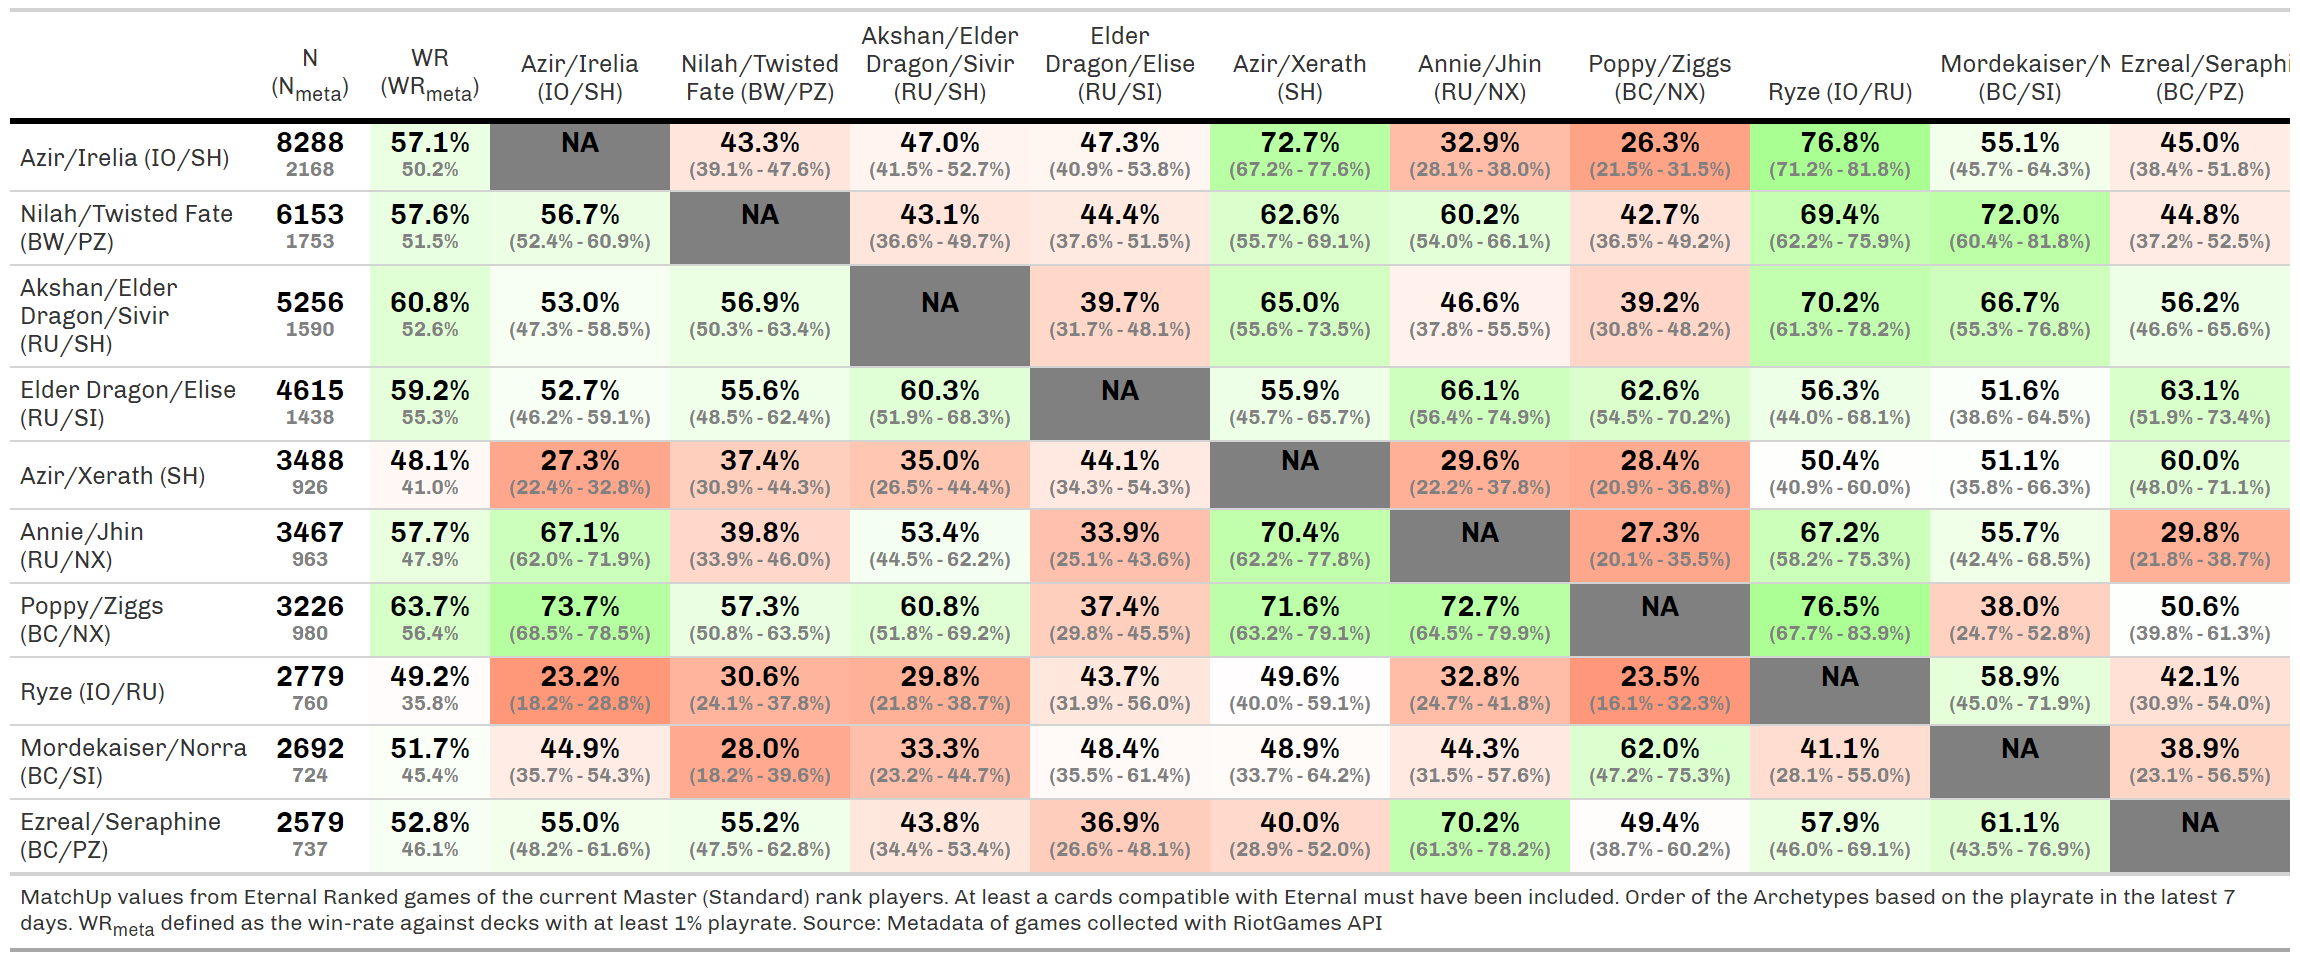 N (Nmeta) WR (WRmeta) Azir/Irelia (IO/SH) Nilah/Twisted Fate (BW/PZ) Akshan/Elder Dragon/Sivir (RU/SH) Elder Dragon/Elise (RU/SI) Azir/Xerath (SH) Annie/Jhin (RU/NX) Poppy/Ziggs (BC/NX) Ryze (IO/RU) Mordekaiser/N (BC/SI) Ezreal/Seraphi (BC/PZ)
Azir/Irelia (IO/SH) 8288 57.1% NA 43.3% 47.0% 47.3% 72.7% 32.9% 26.3% 76.8% 55.1% 45.0%
2168 50.2% (39.1% - 47.6%) (41.5% - 52.7%) (40.9% - 53.8%) (67.2% - 77.6%) (28.1% - 38.0%) (21.5% - 31.5%) (71.2% - 81.8%) (45.7% - 64.3%) (38.4% - 51.8%)
Nilah/Twisted Fate 6153 57.6% 56.7% NA 43.1% 44.4% 62.6% 60.2% 42.7% 69.4% 72.0% 44.8%
(BW/PZ) 1753 51.5% (52.4% - 60.9%) (36.6% - 49.7%) (37.6% - 51.5%) (55.7% - 69.1%) (54.0% - 66.1%) (36.5% - 49.2%) (62.2% - 75.9%) (60.4% - 81.8%) (37.2% - 52.5%)
Akshan/Elder
Dragon/Sivir 5256 60.8% 53.0% 56.9% NA 39.7% 65.0% 46.6% 39.2% 70.2% 66.7% 56.2%
(RU/SH) 1590 52.6% (47.3% - 58.5%) (50.3% - 63.4%) (31.7% - 48.1%) (55.6% - 73.5%) (37.8% - 55.5%) (30.8% - 48.2%) (61.3% - 78.2%) (55.3% - 76.8%) (46.6% - 65.6%)
Elder Dragon/Elise 4615 59.2% 52.7% 55.6% 60.3% NA 55.9% 66.1% 62.6% 56.3% 51.6% 63.1%
(RU/SI) 1438 55.3% (46.2% - 59.1%) (48.5% - 62.4%) (51.9% - 68.3%) (45.7% - 65.7%) (56.4% - 74.9%) (54.5% - 70.2%) (44.0% - 68.1%) (38.6% - 64.5%) (51.9% - 73.4%)
Azir/Xerath (SH) 3488 48.1% 27.3% 37.4% 35.0% 44.1% NA 29.6% 28.4% 50.4% 51.1% 60.0%
926 41.0% (22.4% - 32.8%) (30.9% - 44.3%) (26.5% - 44.4%) (34.3% - 54.3%) (22.2% - 37.8%) (20.9% - 36.8%) (40.9% - 60.0%) (35.8% - 66.3%) (48.0% - 71.1%)
Annie/Jhin 3467 57.7% 67.1% 39.8% 53.4% 33.9% 70.4% NA 27.3% 67.2% 55.7% 29.8%
(RU/NX) 963 47.9% (62.0% - 71.9%) (33.9% - 46.0%) (44.5% - 62.2%) (25.1% - 43.6%) (62.2% - 77.8%) (20.1% - 35.5%) (58.2% - 75.3%) (42.4% - 68.5%) (21.8% - 38.7%)
Poppy/Ziggs 3226 63.7% 73.7% 57.3% 60.8% 37.4% 71.6% 72.7% NA 76.5% 38.0% 50.6%
(BC/NX) 980 56.4% (68.5% - 78.5%) (50.8% - 63.5%) (51.8% - 69.2%) (29.8% - 45.5%) (63.2% - 79.1%) (64.5% - 79.9%) (67.7% - 83.9%) (24.7% - 52.8%) (39.8% - 61.3%)
Ryze (IO/RU) 2779 49.2% 23.2% 30.6% 29.8% 43.7% 49.6% 32.8% 23.5% NA 58.9% 42.1%
760 35.8% (18.2% - 28.8%) (24.1% - 37.8%) (21.8% - 38.7%) (31.9% - 56.0%) (40.0% - 59.1%) (24.7% - 41.8%) (16.1% - 32.3%) (45.0% - 71.9%) (30.9% - 54.0%)
Mordekaiser/Norra 2692 51.7% 44.9% 28.0% 33.3% 48.4% 48.9% 44.3% 62.0% 41.1% NA 38.9%
(BC/SI) 724 45.4% (35.7% - 54.3%) (18.2% - 39.6%) (23.2% - 44.7%) (35.5% - 61.4%) (33.7% - 64.2%) (31.5% - 57.6%) (47.2% - 75.3%) (28.1% - 55.0%) (23.1% - 56.5%)
Ezreal/Seraphine 2579 52.8% 55.0% 55.2% 43.8% 36.9% 40.0% 70.2% 49.4% 57.9% 61.1% NA
(BC/PZ) 737 46.1% (48.2% - 61.6%) (47.5% - 62.8%) (34.4% - 53.4%) (26.6% - 48.1%) (28.9% - 52.0%) (61.3% - 78.2%) (38.7% - 60.2%) (46.0% - 69.1%) (43.5% - 76.9%)
MatchUp values from Eternal Ranked games of the current Master (Standard) rank players. At least a cards compatible with Eternal must have been included. Order of the Archetypes based on the playrate in the latest 7
days. WRmeta defined as the win-rate against decks with at least 1% playrate. Source: Metadata of games collected with RiotGames API